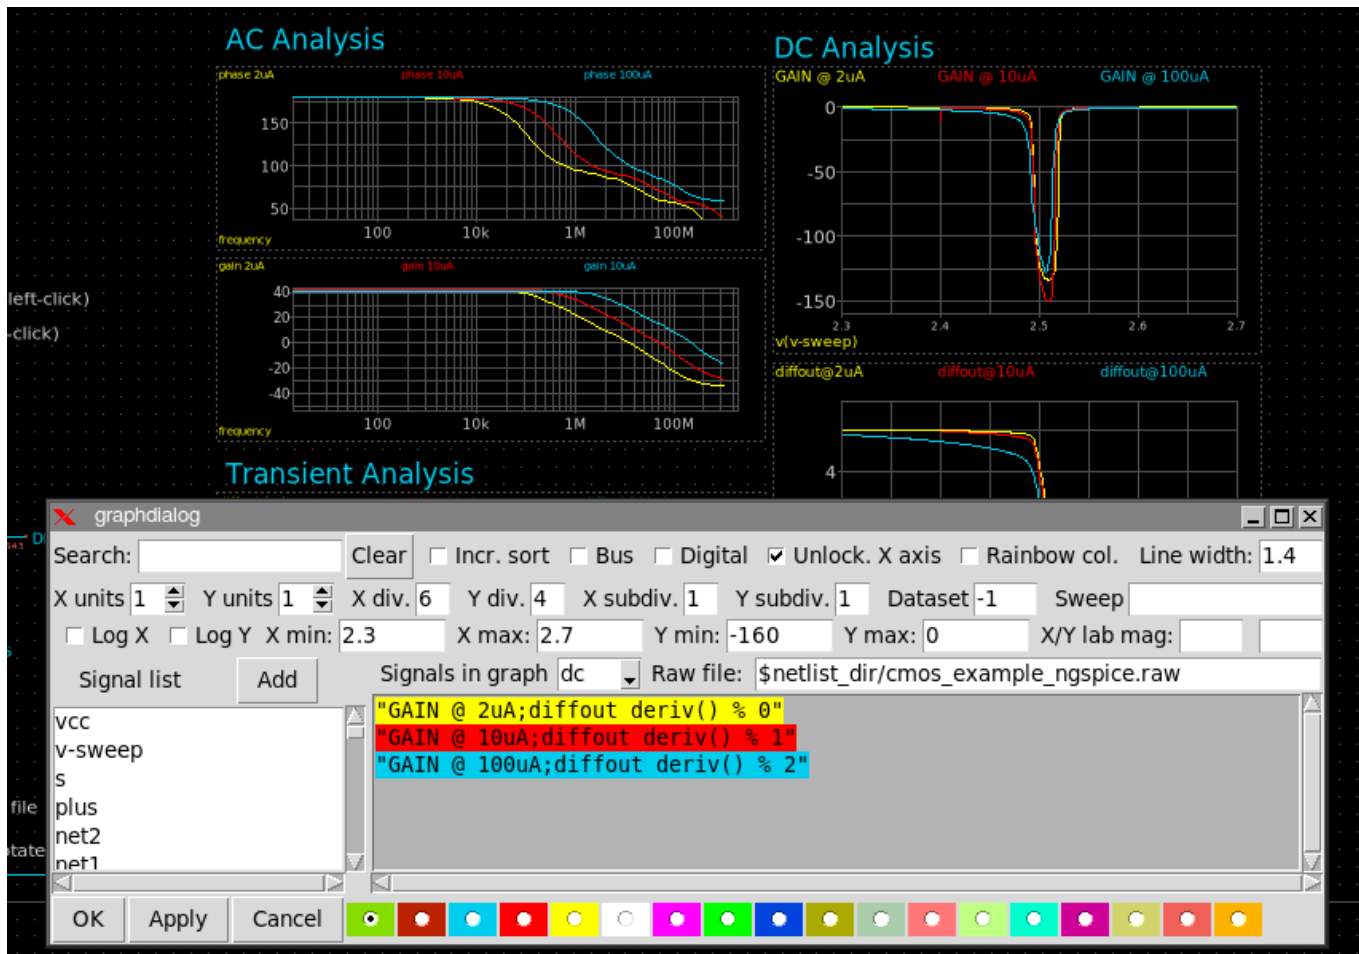 AC Analysis
phase 2uA phase 10uA phase 100uA
150
100
50
100 10k 1M 100M
frequency
gain 2uA gain 10uA gain 10uA
40
20
0
-20
-40
100 10k 1M 100M
frequency
Transient Analysis
DC Analysis
GAIN @ 2uA GAIN @ 10uA GAIN @ 100uA
0
-50
-100
-150
2.3 2.4 2.5 2.6 2.7
v(v-sweep)
diffout@2uA diffout@10uA diffout@100uA
4
left-click)
-click)
file
graphdialog
Search: Clear Incr. sort Bus Digital Unlock. X axis Rainbow col. Line width: 1.4
X units 1 Y units 1 X div. 6 Y div. 4 X subdiv. 1 Y subdiv. 1 Dataset -1 Sweep
Log X Log Y X min: 2.3 X max: 2.7 Y min: -160 Y max: 0 X/Y lab mag:
Signal list Add Signals in graph dc Raw file: $netlist_dir/cmos_example_ngspice.raw
vcc
v-sweep
s
plus
net2
net1
"GAIN @ 2uA;diffout deriv() % 0"
"GAIN @ 10uA;diffout deriv() % 1"
"GAIN @ 100uA;diffout deriv() % 2"
OK Apply Cancel